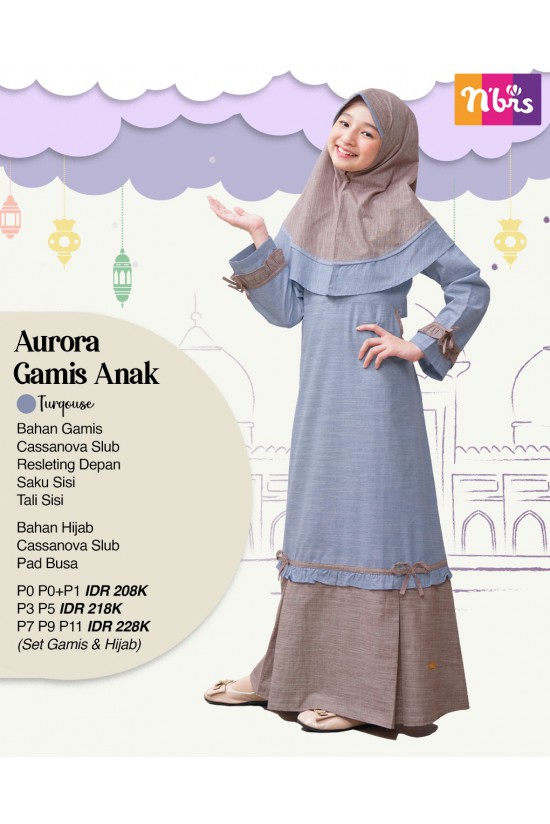 n'brs
Aurora
Gamis Anak
Turqouse
Bahan Gamis
Cassanova Slub
Resleting Depan
Saku Sisi
Tali Sisi
Bahan Hijab
Cassanova Slub
Pad Busa
P0 P0+P1 IDR 208K
P3 P5 IDR 218K
P7 P9 P11 IDR 228K
(Set Gamis & Hijab)